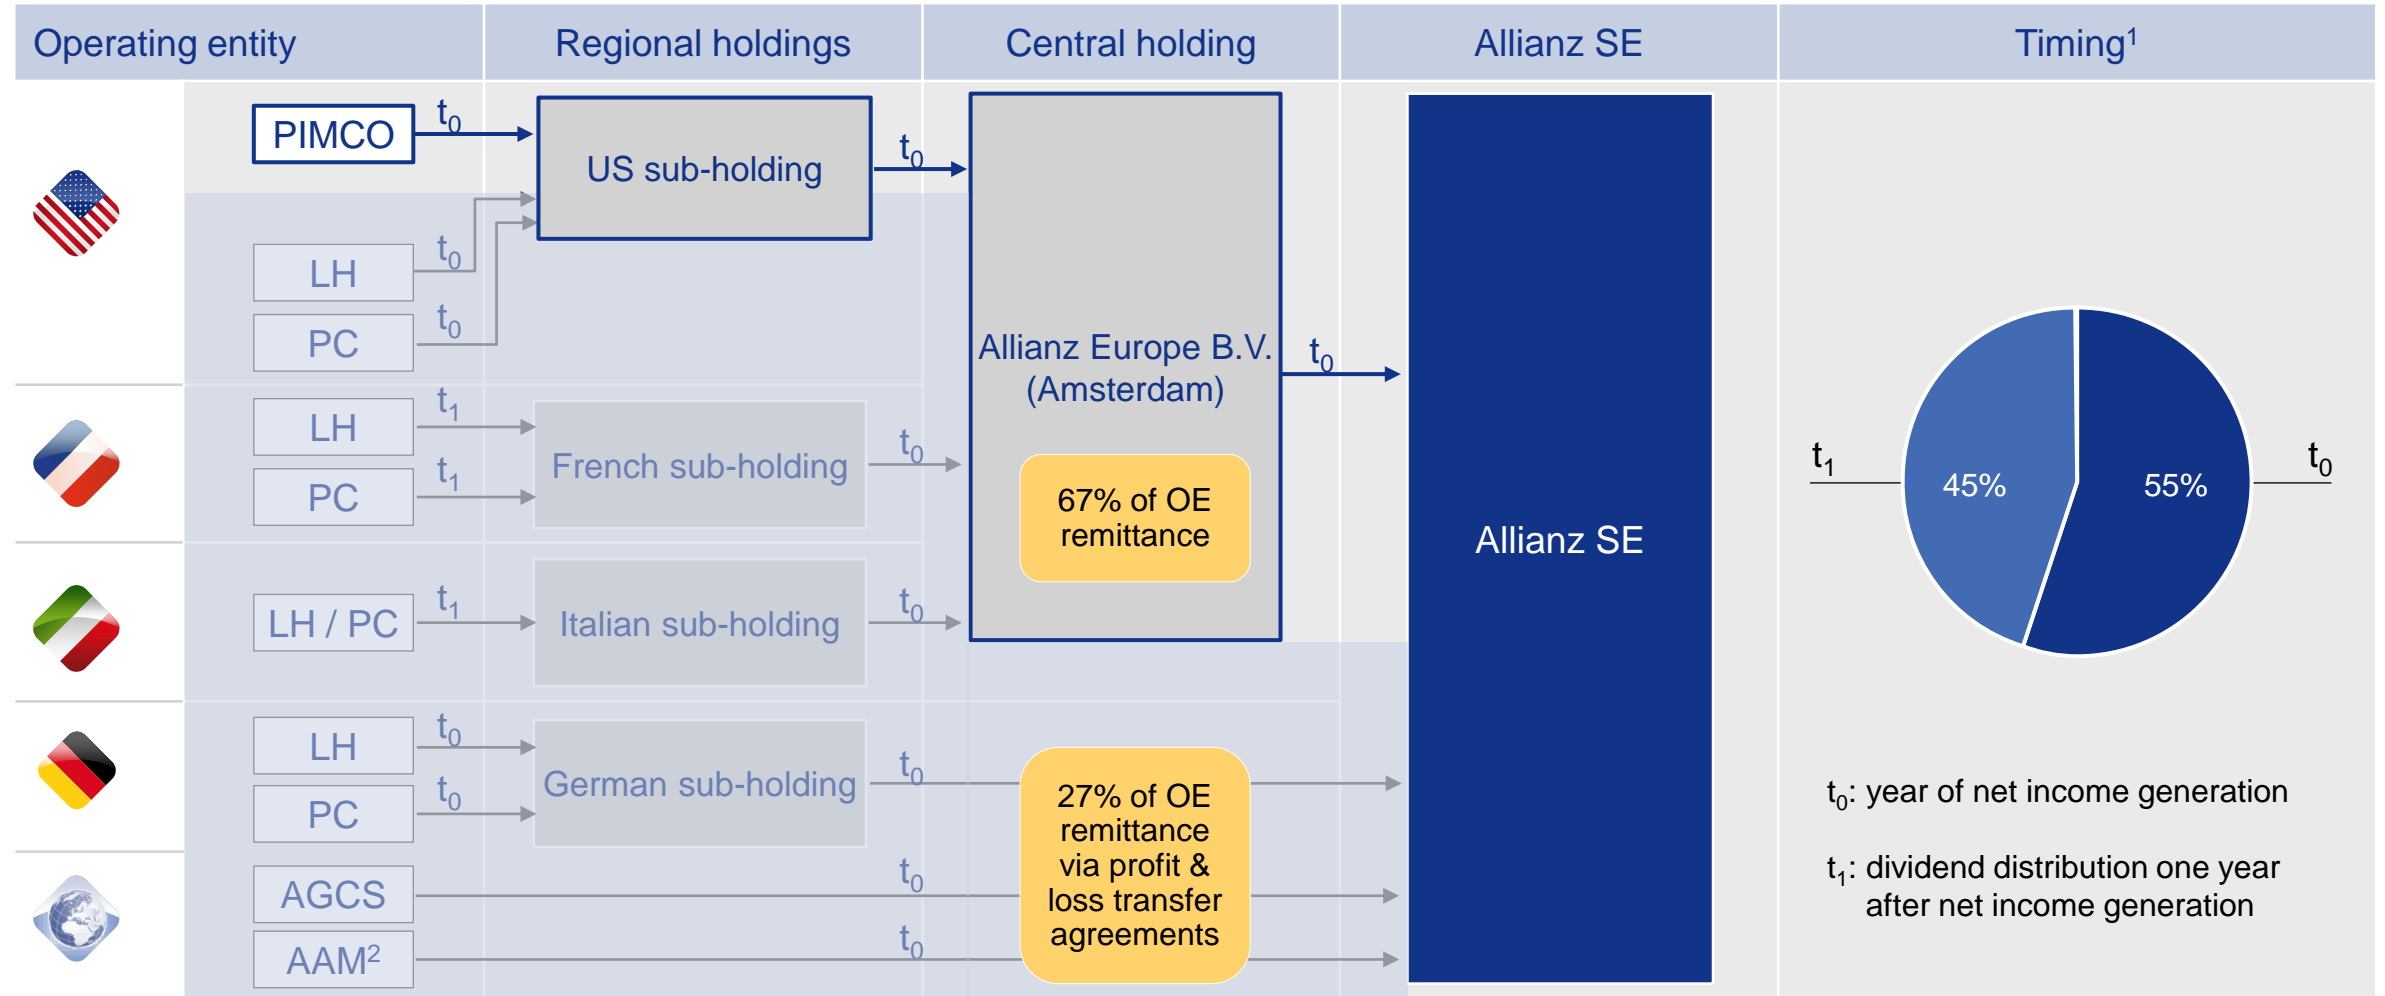 Operating entity
Regional holdings
Central holding
Allianz SE
Timing¹
PIMCO
t₀
US sub-holding
t₀
LH
t₀
PC
t₀
Allianz Europe B.V.
(Amsterdam)
t₀
67% of OE
remittance
LH
t₁
PC
t₁
French sub-holding
t₀
LH / PC
t₁
Italian sub-holding
t₀
LH
t₀
PC
t₀
German sub-holding
t₀
AGCS
t₀
AAM²
t₀
27% of OE
remittance
via profit &
loss transfer
agreements
Allianz SE
t₁
45%
55%
t₀
t₀: year of net income generation
t₁: dividend distribution one year
after net income generation